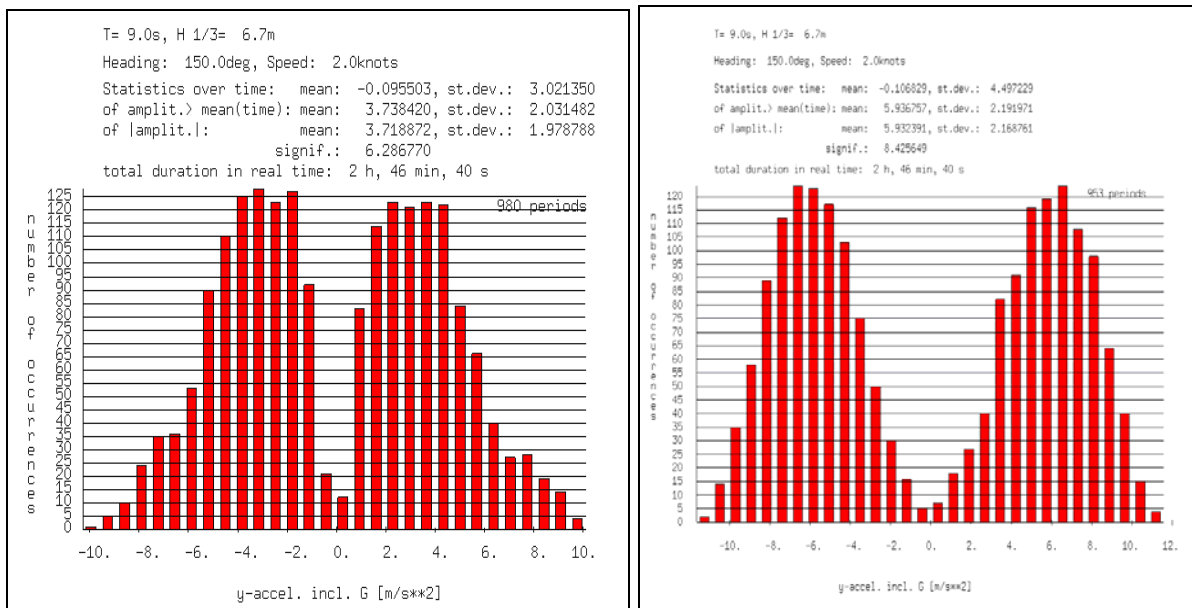 T= 9.0s, H 1/3= 6.7m
Heading: 150.0deg, Speed: 2.0knots
Statistics over time: mean: -0.095503, st.dev.: 3.021350
of amplit.> mean(time): mean: 3.738420, st.dev.: 2.031482
of |amplit.|: mean: 3.718872, st.dev.: 1.978788
signif.: 6.286770
total duration in real time: 2 h, 46 min, 40 s
980 periods
number of occurrences
125
120
115
110
105
100
95
90
85
80
75
70
65
60
55
50
45
40
35
30
25
20
15
10
5
0
-10. -8. -6. -4. -2. 0. 2. 4. 6. 8. 10.
y-accel. incl. G [m/s**2]
T= 9.0s, H 1/3= 6.7m
Heading: 150.0deg, Speed: 2.0knots
Statistics over time: mean: -0.106829, st.dev.: 4.497229
of amplit.> mean(time): mean: 5.936757, st.dev.: 2.191971
of |amplit.|: mean: 5.932391, st.dev.: 2.168761
signif.: 8.425649
total duration in real time: 2 h, 46 min, 40 s
953 periods
number of occurrences
120
115
110
105
100
95
90
85
80
75
70
65
60
55
50
45
40
35
30
25
20
15
10
5
0
-10. -8. -6. -4. -2. 0. 2. 4. 6. 8. 10. 12.
y-accel. incl. G [m/s**2]